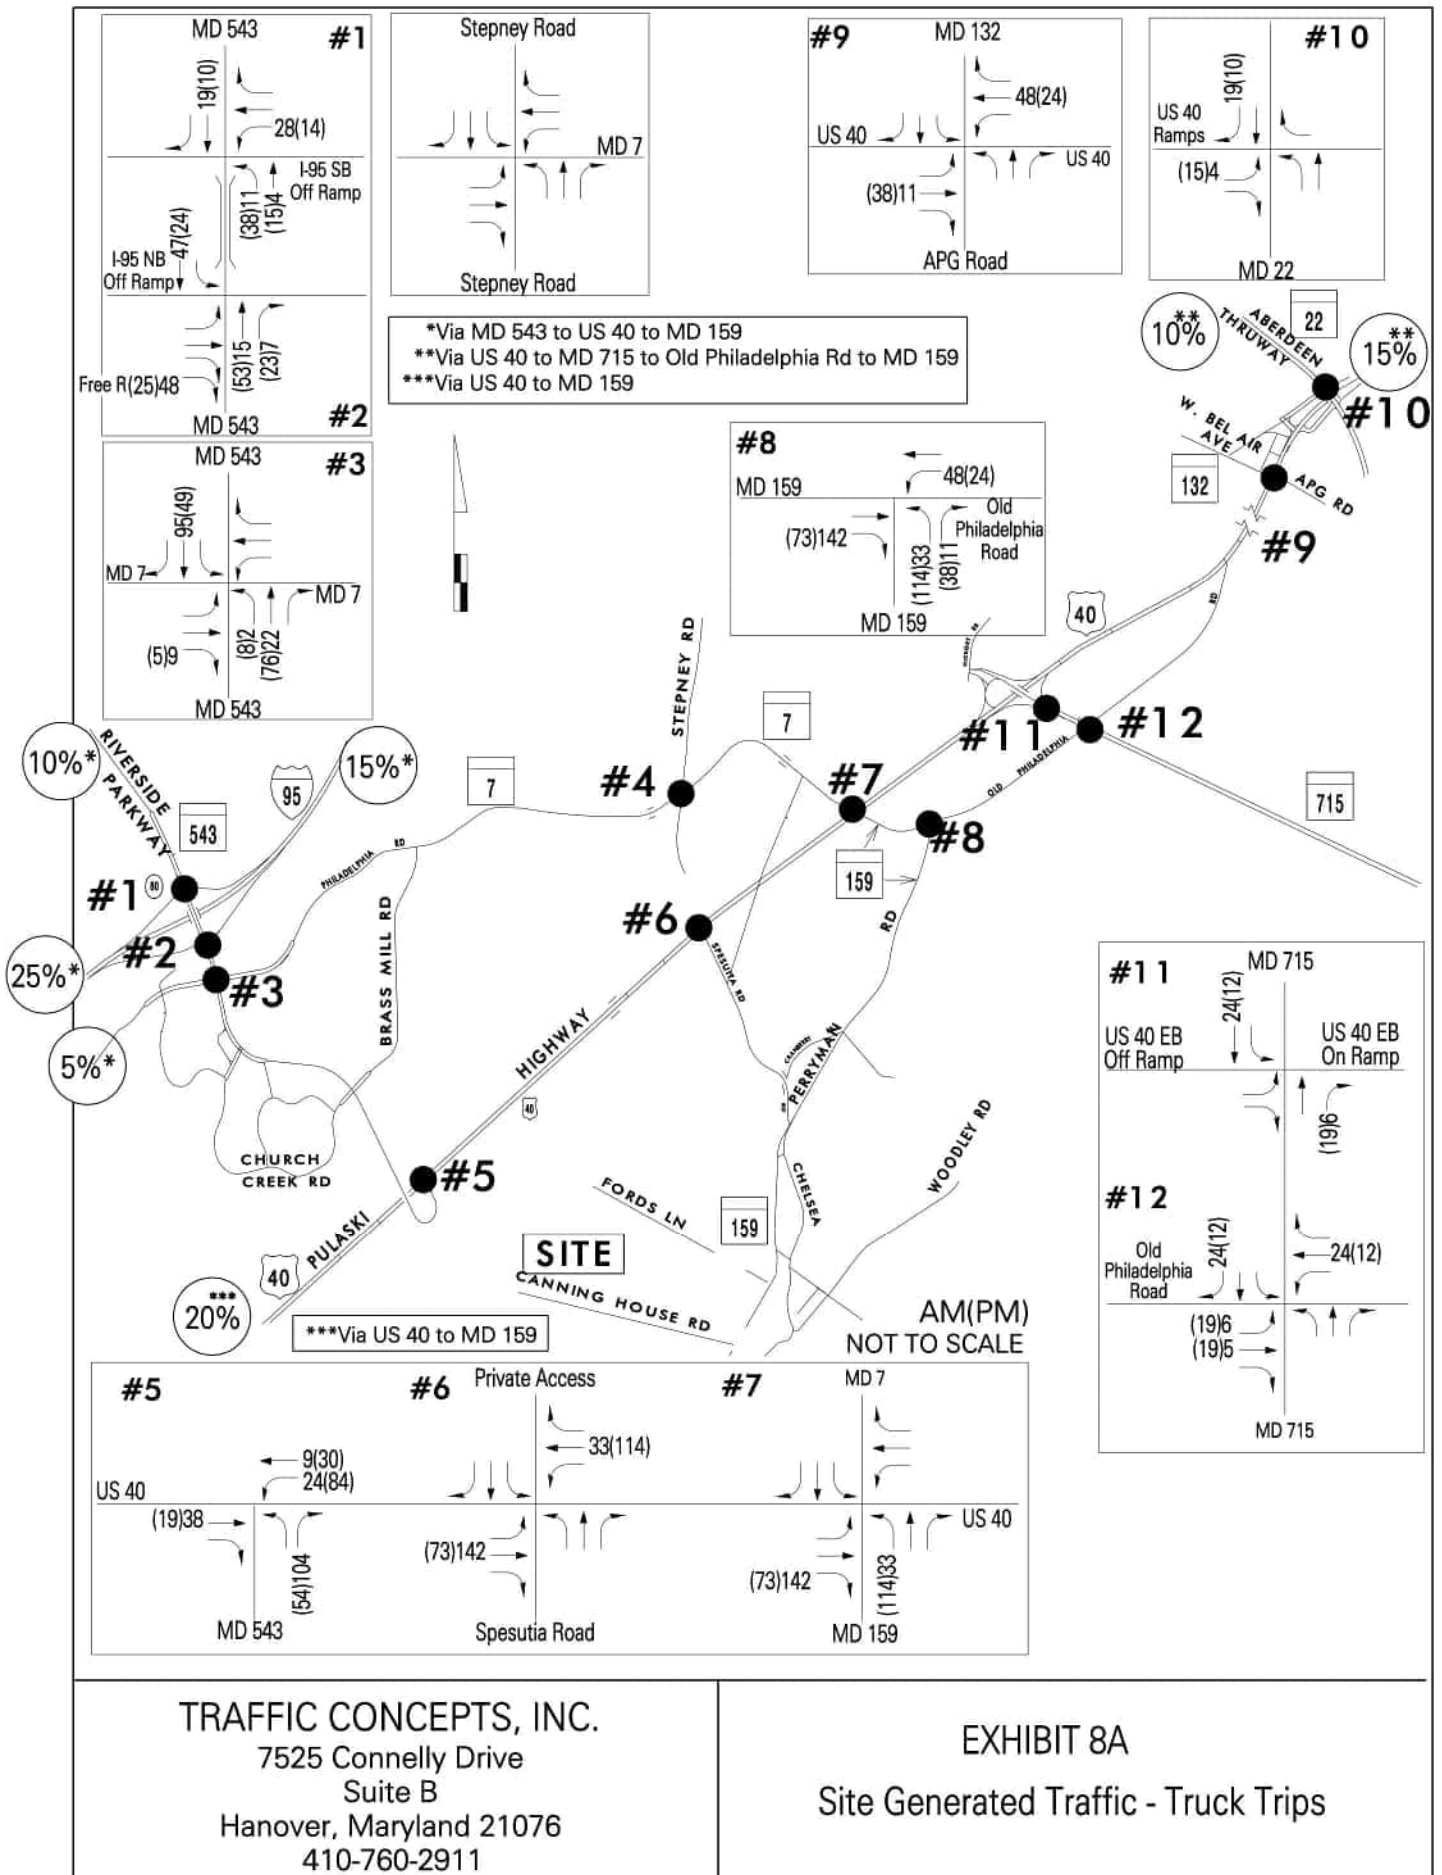 MD 543
#1
19(10)
28(14)
I-95 SB
Off Ramp
(38)11
(15)4
47(24)
I-95 NB
Off Ramp
(53)15
(23)7
Free R(25)48
#2
MD 543
Stepney Road
MD 7
Stepney Road
#9
MD 132
48(24)
US 40
US 40
(38)11
APG Road
#10
19(10)
US 40
Ramps
(15)4
MD 22
*Via MD 543 to US 40 to MD 159
**Via US 40 to MD 715 to Old Philadelphia Rd to MD 159
***Via US 40 to MD 159
MD 543
#3
95(49)
MD 7
MD 7
(5)9
(8)2
(76)22
MD 543
#8
48(24)
MD 159
Old
Philadelphia
Road
(73)142
(114)33
(38)11
MD 159
**
10%
ABERDEEN
THRUWAY
22
**
15%
#10
W. BEL AIR
AVE
132
APG RD
#9
40
RD
HICKORY RD
#11
#12
OLD
PHILADELPHIA
715
STEPNEY RD
7
#4
#7
#8
159
10%*
RIVERSIDE
PARKWAY
543
95
15%*
7
PHILADELPHIA
RD
#1
80
#2
#3
25%*
5%*
BRASS MILL RD
#6
SPESUTIA RD
RD
CRANBERRY
PERRYMAN
HIGHWAY
40
WOODLEY RD
CHURCH
CREEK RD
#5
FORDS LN
159
CHELSEA
PULASKI
40
SITE
CANNING HOUSE RD
***
20%
***Via US 40 to MD 159
AM(PM)
NOT TO SCALE
#11
MD 715
24(12)
US 40 EB
Off Ramp
US 40 EB
On Ramp
(19)6
#12
24(12)
Old
Philadelphia
Road
24(12)
(19)6
(19)5
MD 715
#5
9(30)
24(84)
US 40
(19)38
(54)104
MD 543
#6
Private Access
33(114)
(73)142
Spesutia Road
#7
MD 7
US 40
(73)142
(114)33
MD 159
TRAFFIC CONCEPTS, INC.
7525 Connelly Drive
Suite B
Hanover, Maryland 21076
410-760-2911
EXHIBIT 8A
Site Generated Traffic - Truck Trips